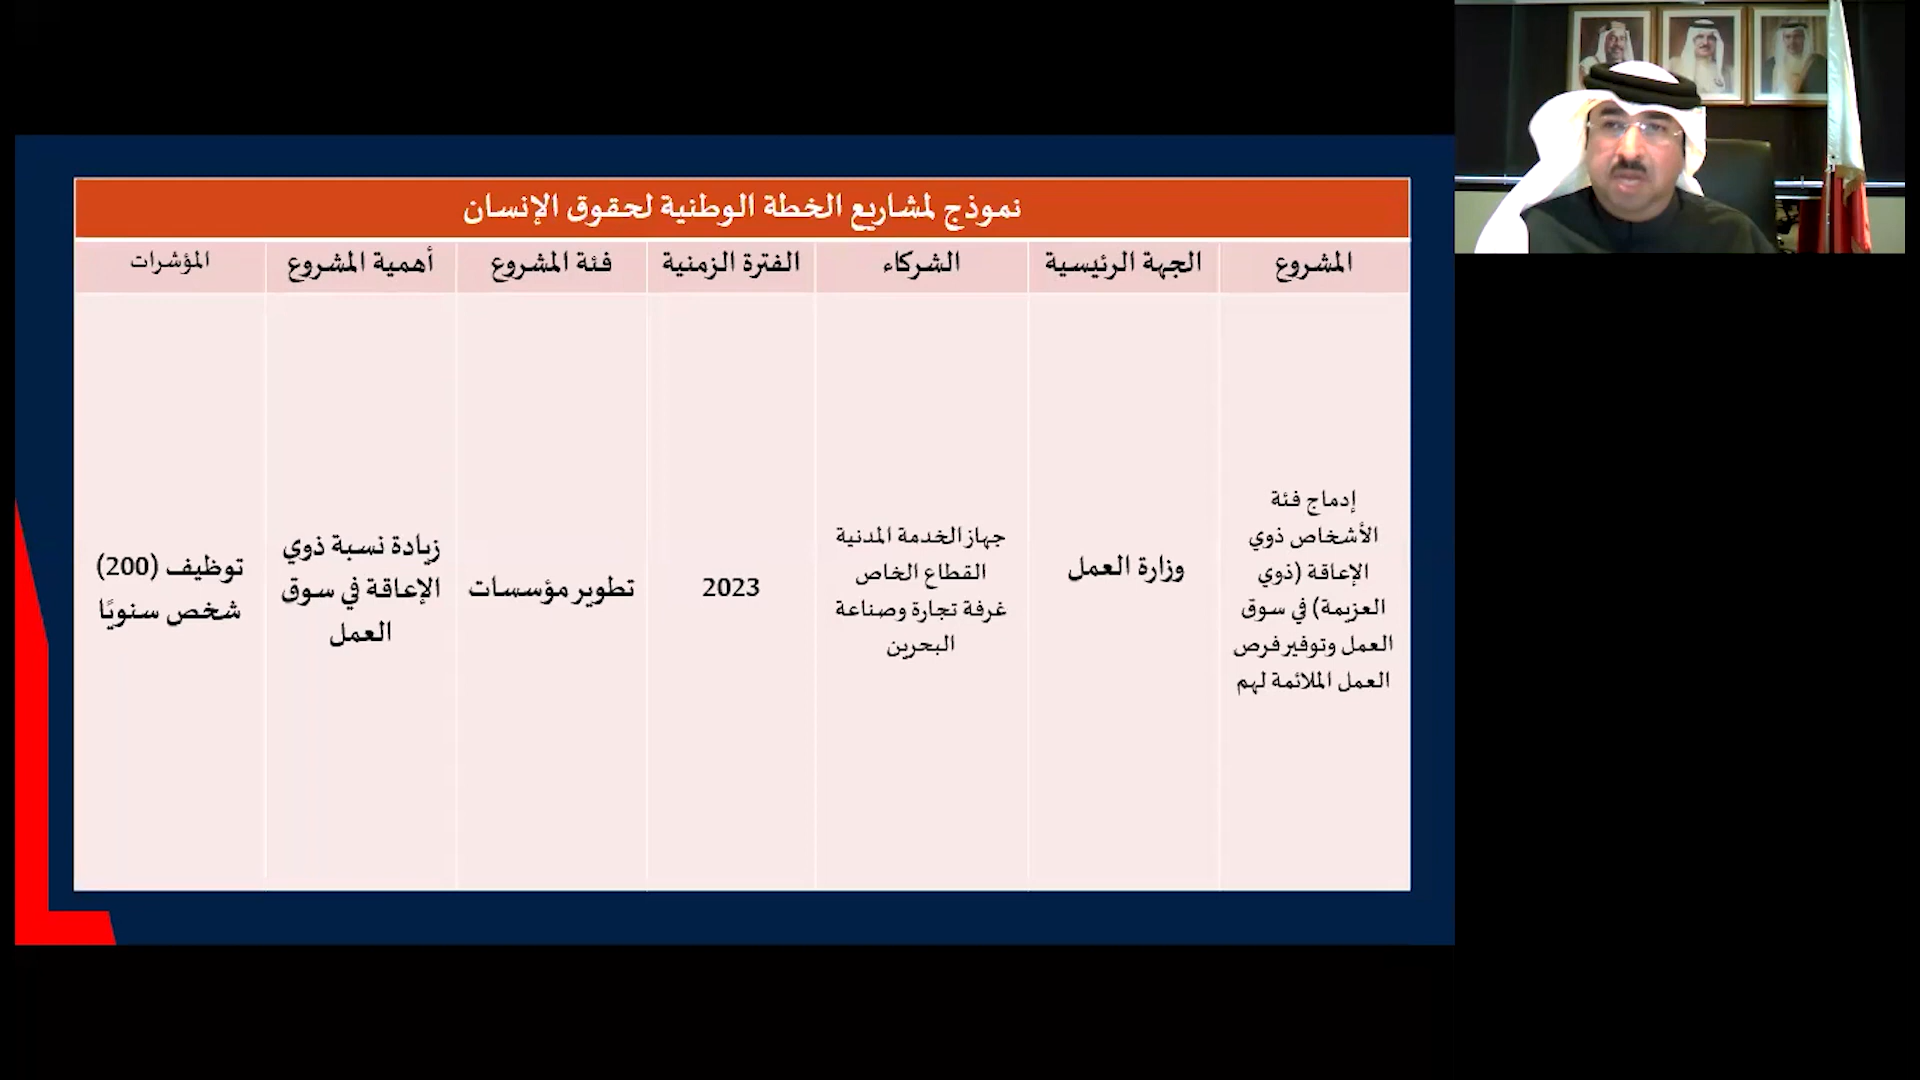 نموذج لمشاريع الخطة الوطنية لحقوق الإنسان
المشروع
الجهة الرئيسية
الشركاء
الفترة الزمنية
فئة المشروع
أهمية المشروع
المؤشرات
إدماج فئة
الأشخاص ذوي
الإعاقة (ذوي
العزيمة) في سوق
العمل وتوفير فرص
العمل الملائمة لهم
وزارة العمل
جهاز الخدمة المدنية
القطاع الخاص
غرفة تجارة وصناعة
البحرين
2023
تطوير مؤسسات
زيادة نسبة ذوي
الإعاقة في سوق
العمل
توظيف (200)
شخص سنويًا